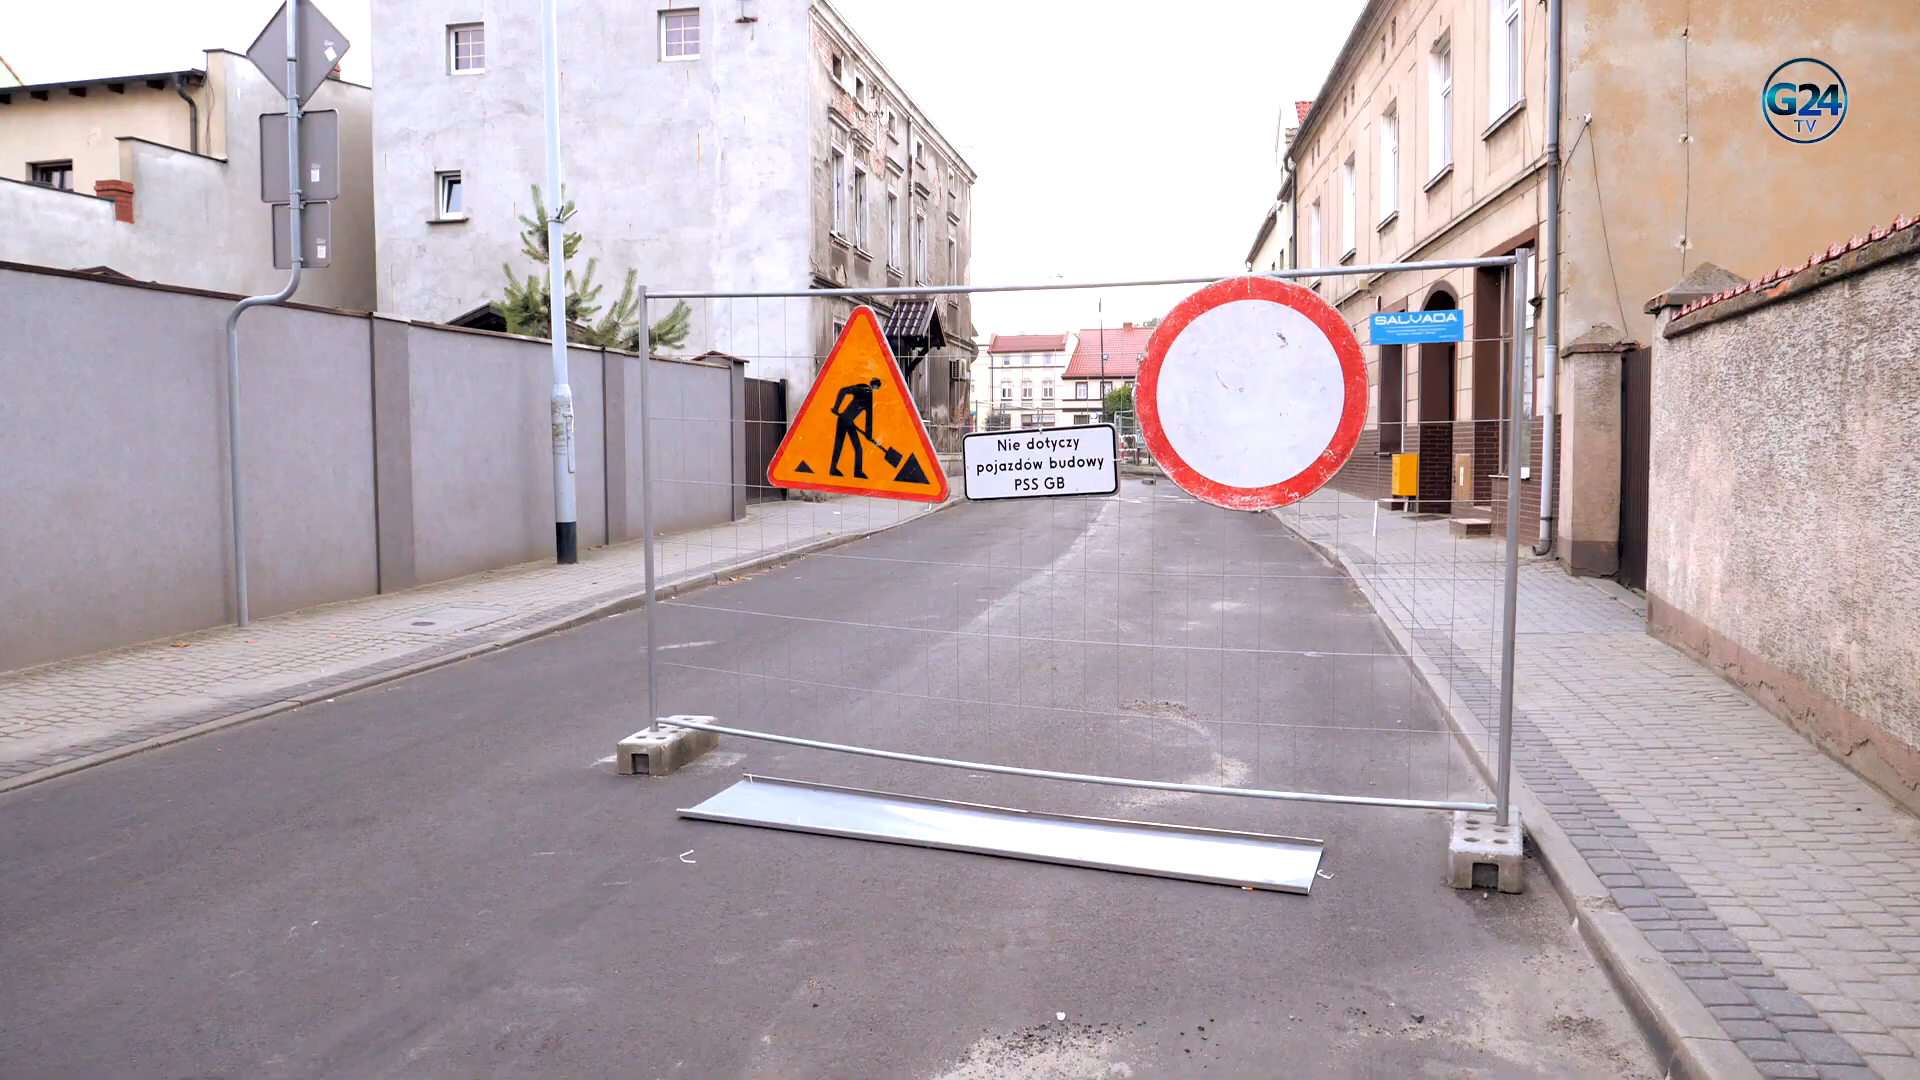 G24
TV
SALVADA
Nie dotyczy
pojazdów budowy
PSS GB